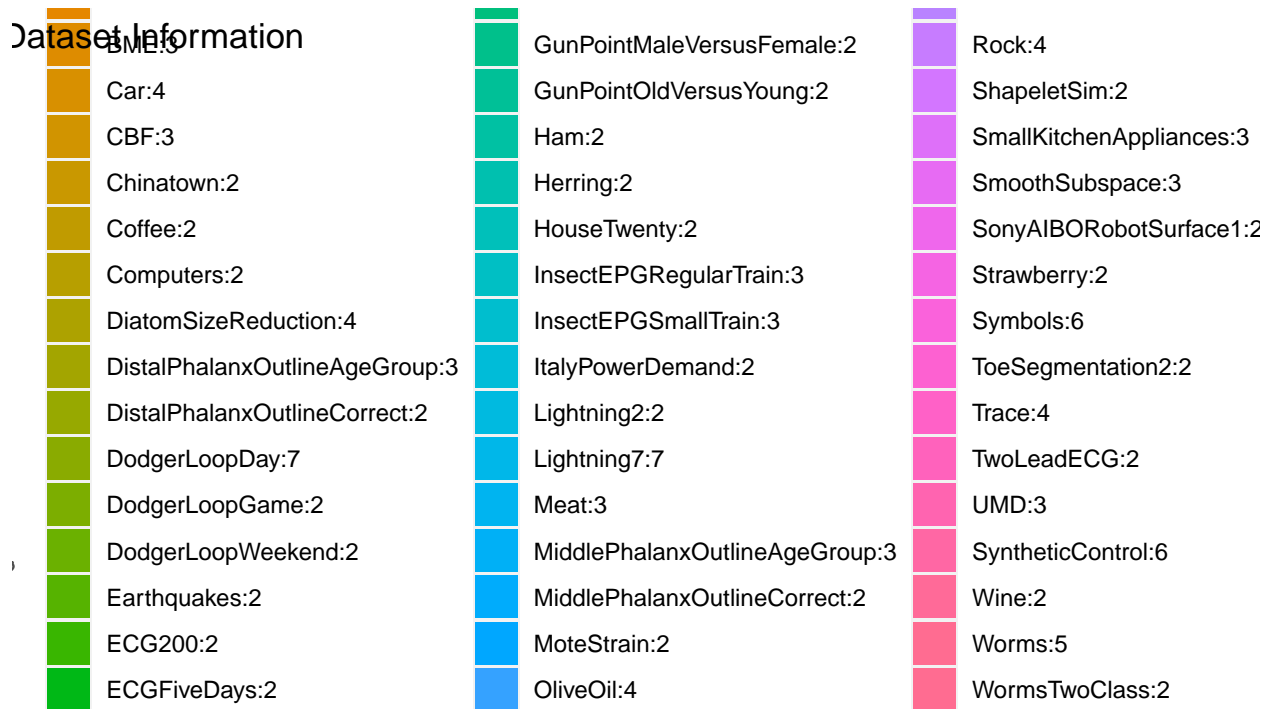 Dataset Information
BME:3
Car:4
CBF:3
Chinatown:2
Coffee:2
Computers:2
DiatomSizeReduction:4
DistalPhalanxOutlineAgeGroup:3
DistalPhalanxOutlineCorrect:2
DodgerLoopDay:7
DodgerLoopGame:2
DodgerLoopWeekend:2
Earthquakes:2
ECG200:2
ECGFiveDays:2
GunPointMaleVersusFemale:2
GunPointOldVersusYoung:2
Ham:2
Herring:2
HouseTwenty:2
InsectEPGRegularTrain:3
InsectEPGSmallTrain:3
ItalyPowerDemand:2
Lightning2:2
Lightning7:7
Meat:3
MiddlePhalanxOutlineAgeGroup:3
MiddlePhalanxOutlineCorrect:2
MoteStrain:2
OliveOil:4
Rock:4
ShapeletSim:2
SmallKitchenAppliances:3
SmoothSubspace:3
SonyAIBORobotSurface1:2
Strawberry:2
Symbols:6
ToeSegmentation2:2
Trace:4
TwoLeadECG:2
UMD:3
SyntheticControl:6
Wine:2
Worms:5
WormsTwoClass:2